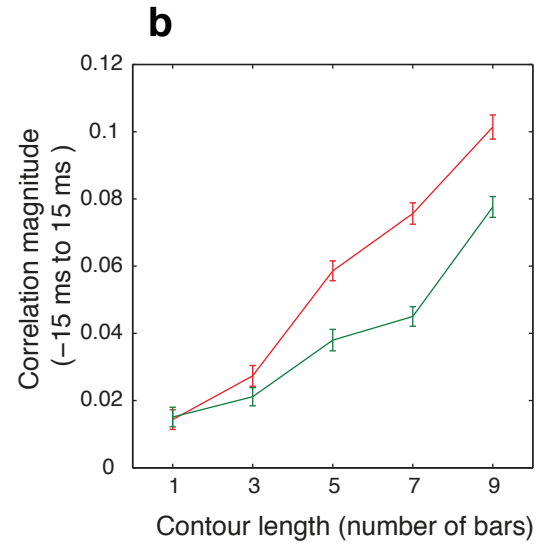 b
0.12
0.1
0.08
0.06
0.04
0.02
0
Correlation magnitude
(−15 ms to 15 ms )
1 3 5 7 9
Contour length (number of bars)